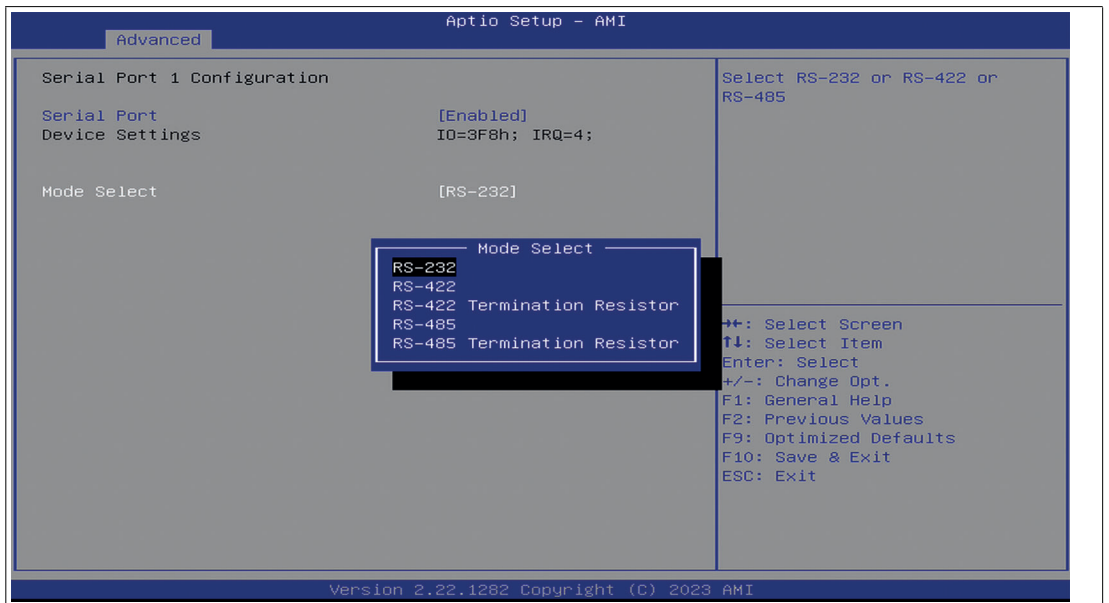 Aptio Setup – AMI
Advanced
Serial Port 1 Configuration
Serial Port [Enabled]
Device Settings IO=3F8h; IRQ=4;
Mode Select [RS-232]
Mode Select
RS-232
RS-422
RS-422 Termination Resistor
RS-485
RS-485 Termination Resistor
Select RS-232 or RS-422 or
RS-485
→←: Select Screen
↑↓: Select Item
Enter: Select
+/-: Change Opt.
F1: General Help
F2: Previous Values
F9: Optimized Defaults
F10: Save & Exit
ESC: Exit
Version 2.22.1282 Copyright (C) 2023 AMI